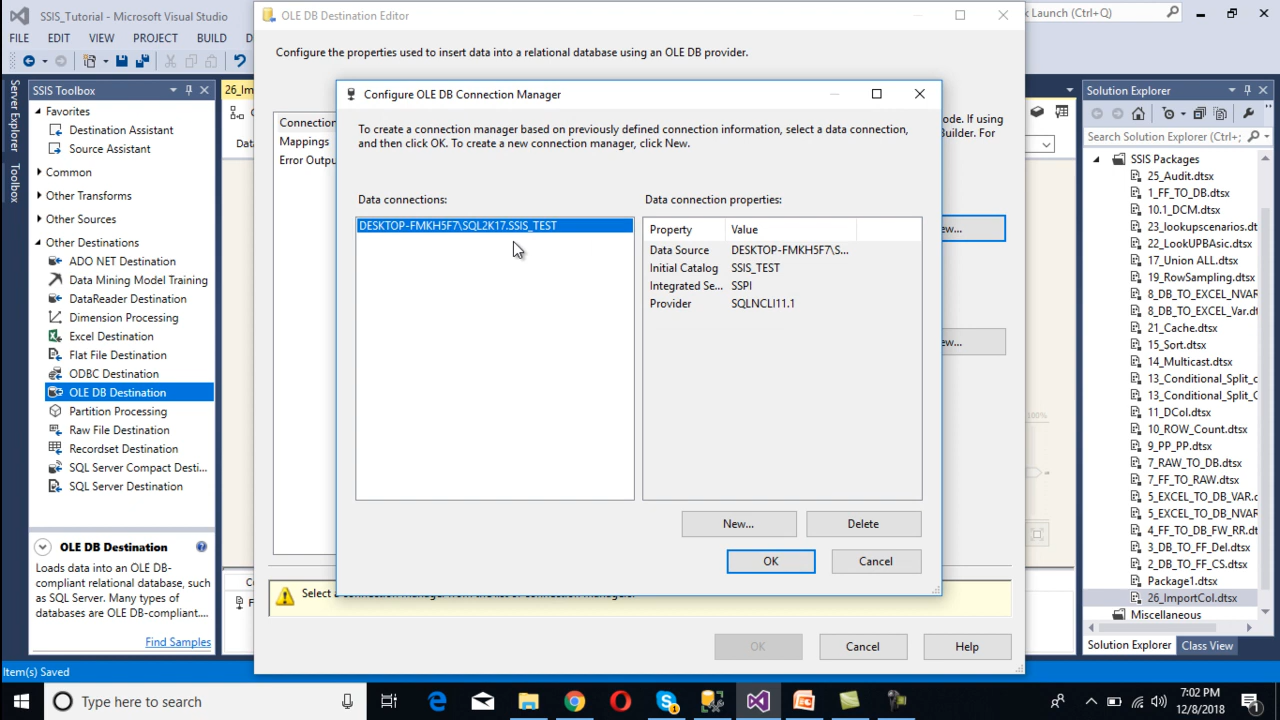 SSIS_Tutorial - Microsoft Visual Studio
OLE DB Destination Editor
Launch (Ctrl+Q)
FILE EDIT VIEW PROJECT BUILD
Configure the properties used to insert data into a relational database using an OLE DB provider.
Server Explorer
Toolbox
SSIS Toolbox
Favorites
Destination Assistant
Source Assistant
Common
Other Transforms
Other Sources
Other Destinations
ADO NET Destination
Data Mining Model Training
DataReader Destination
Dimension Processing
Excel Destination
Flat File Destination
ODBC Destination
OLE DB Destination
Partition Processing
Raw File Destination
Recordset Destination
SQL Server Compact Desti...
SQL Server Destination
OLE DB Destination
Loads data into an OLE DB-
compliant relational database,
such as SQL Server. Many types of
databases are OLE DB-compliant....
Find Samples
Mappings
Configure OLE DB Connection Manager
To create a connection manager based on previously defined connection information, select a data connection,
and then click OK. To create a new connection manager, click New.
Data connections:
DESKTOP-FMKH5F7\SQL2K17.SSIS_TEST
Data connection properties:
Property Value
Data Source DESKTOP-FMKH5F7\S...
Initial Catalog SSIS_TEST
Integrated Se... SSPI
Provider SQLNCLI11.1
New... Delete
OK Cancel
OK Cancel Help
Solution Explorer
Search Solution Explorer (Ctrl+;
SSIS Packages
25_Audit.dtsx
1_FF_TO_DB.dtsx
10.1_DCM.dtsx
23_lookupscenarios.dtsx
22_LookUPBAsic.dtsx
17_Union ALL.dtsx
19_RowSampling.dtsx
8_DB_TO_EXCEL_NVAR
8_DB_TO_EXCEL_Var.dt
21_Cache.dtsx
15_Sort.dtsx
14_Multicast.dtsx
13_Conditional_Split_c
13_Conditional_Split_C
11_DCol.dtsx
10_ROW_Count.dtsx
9_PP_PP.dtsx
7_RAW_TO_DB.dtsx
7_FF_TO_RAW.dtsx
5_EXCEL_TO_DB_VAR.c
5_EXCEL_TO_DB_NVAR
4_FF_TO_DB_FW_RR.dt
3_DB_TO_FF_Del.dtsx
2_DB_TO_FF_CS.dtsx
Package1.dtsx
26_ImportCol.dtsx
Miscellaneous
Solution Explorer Class View
100%
Item(s) Saved
Type here to search
7:02 PM
12/8/2018